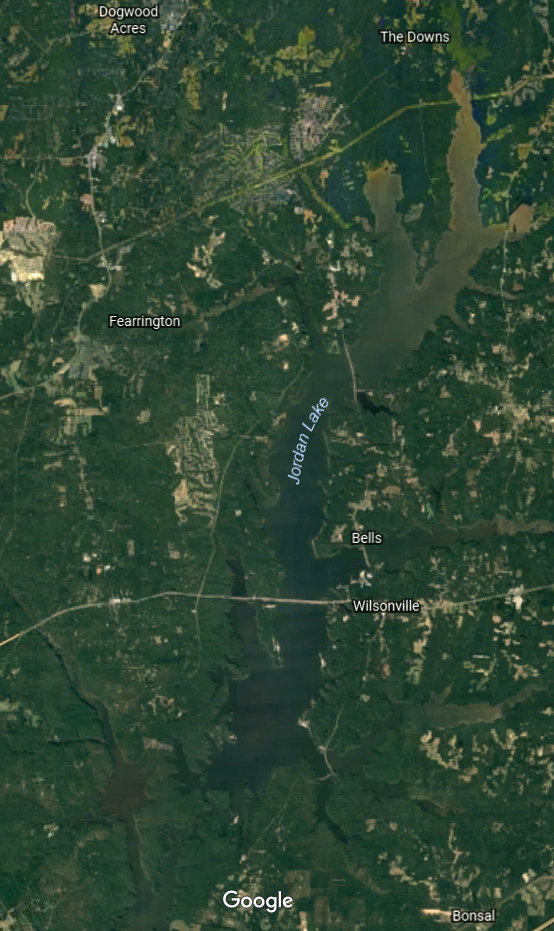 Dogwood
Acres
The Downs
Fearrington
Jordan Lake
Bells
Wilsonville
Google
Bonsal